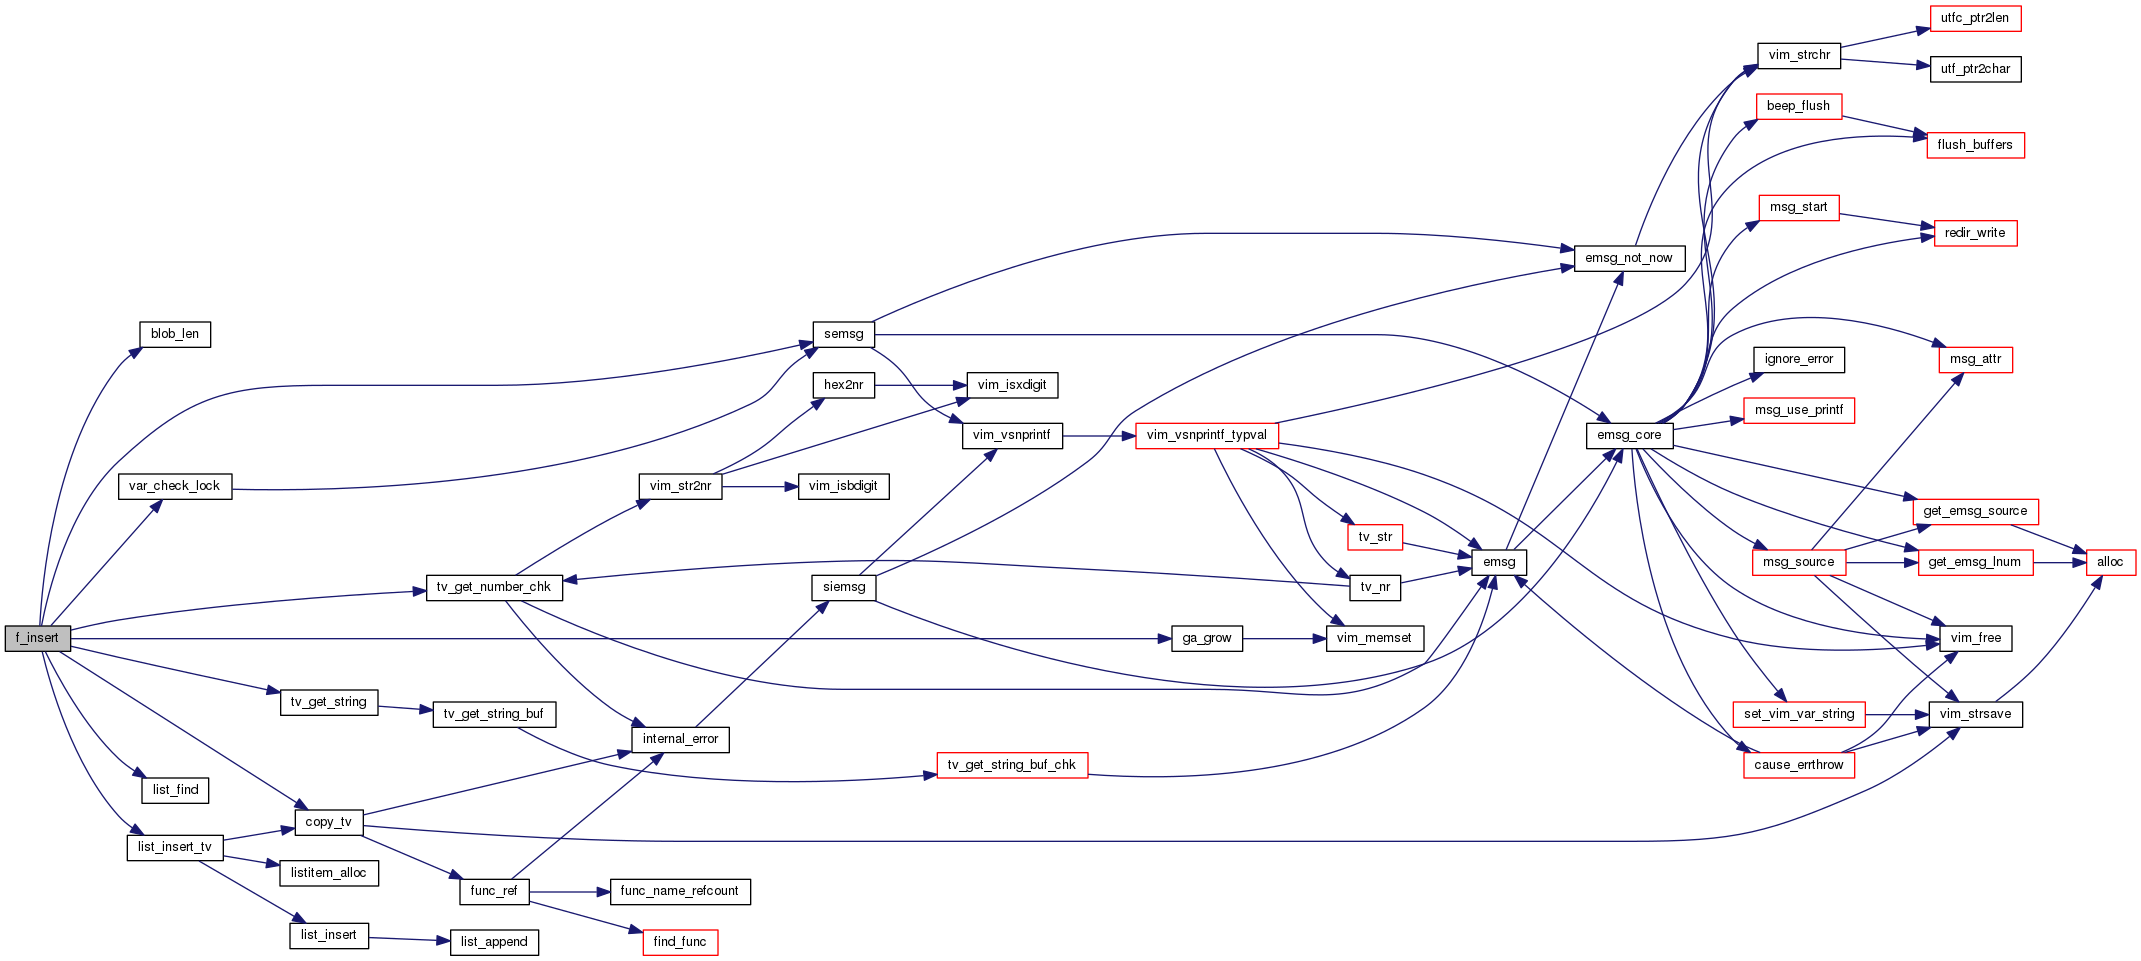 utfc_ptr2len
vim_strchr
utf_ptr2char
beep_flush
flush_buffers
msg_start
redir_write
emsg_not_now
blob_len
semsg
ignore_error
msg_attr
hex2nr
vim_isxdigit
msg_use_printf
vim_vsnprintf
vim_vsnprintf_typval
emsg_core
var_check_lock
vim_str2nr
vim_isbdigit
get_emsg_source
tv_str
emsg
msg_source
get_emsg_lnum
alloc
tv_get_number_chk
siemsg
tv_nr
f_insert
ga_grow
vim_memset
vim_free
tv_get_string
tv_get_string_buf
set_vim_var_string
vim_strsave
internal_error
tv_get_string_buf_chk
cause_errthrow
list_find
copy_tv
list_insert_tv
listitem_alloc
func_ref
func_name_refcount
list_insert
list_append
find_func